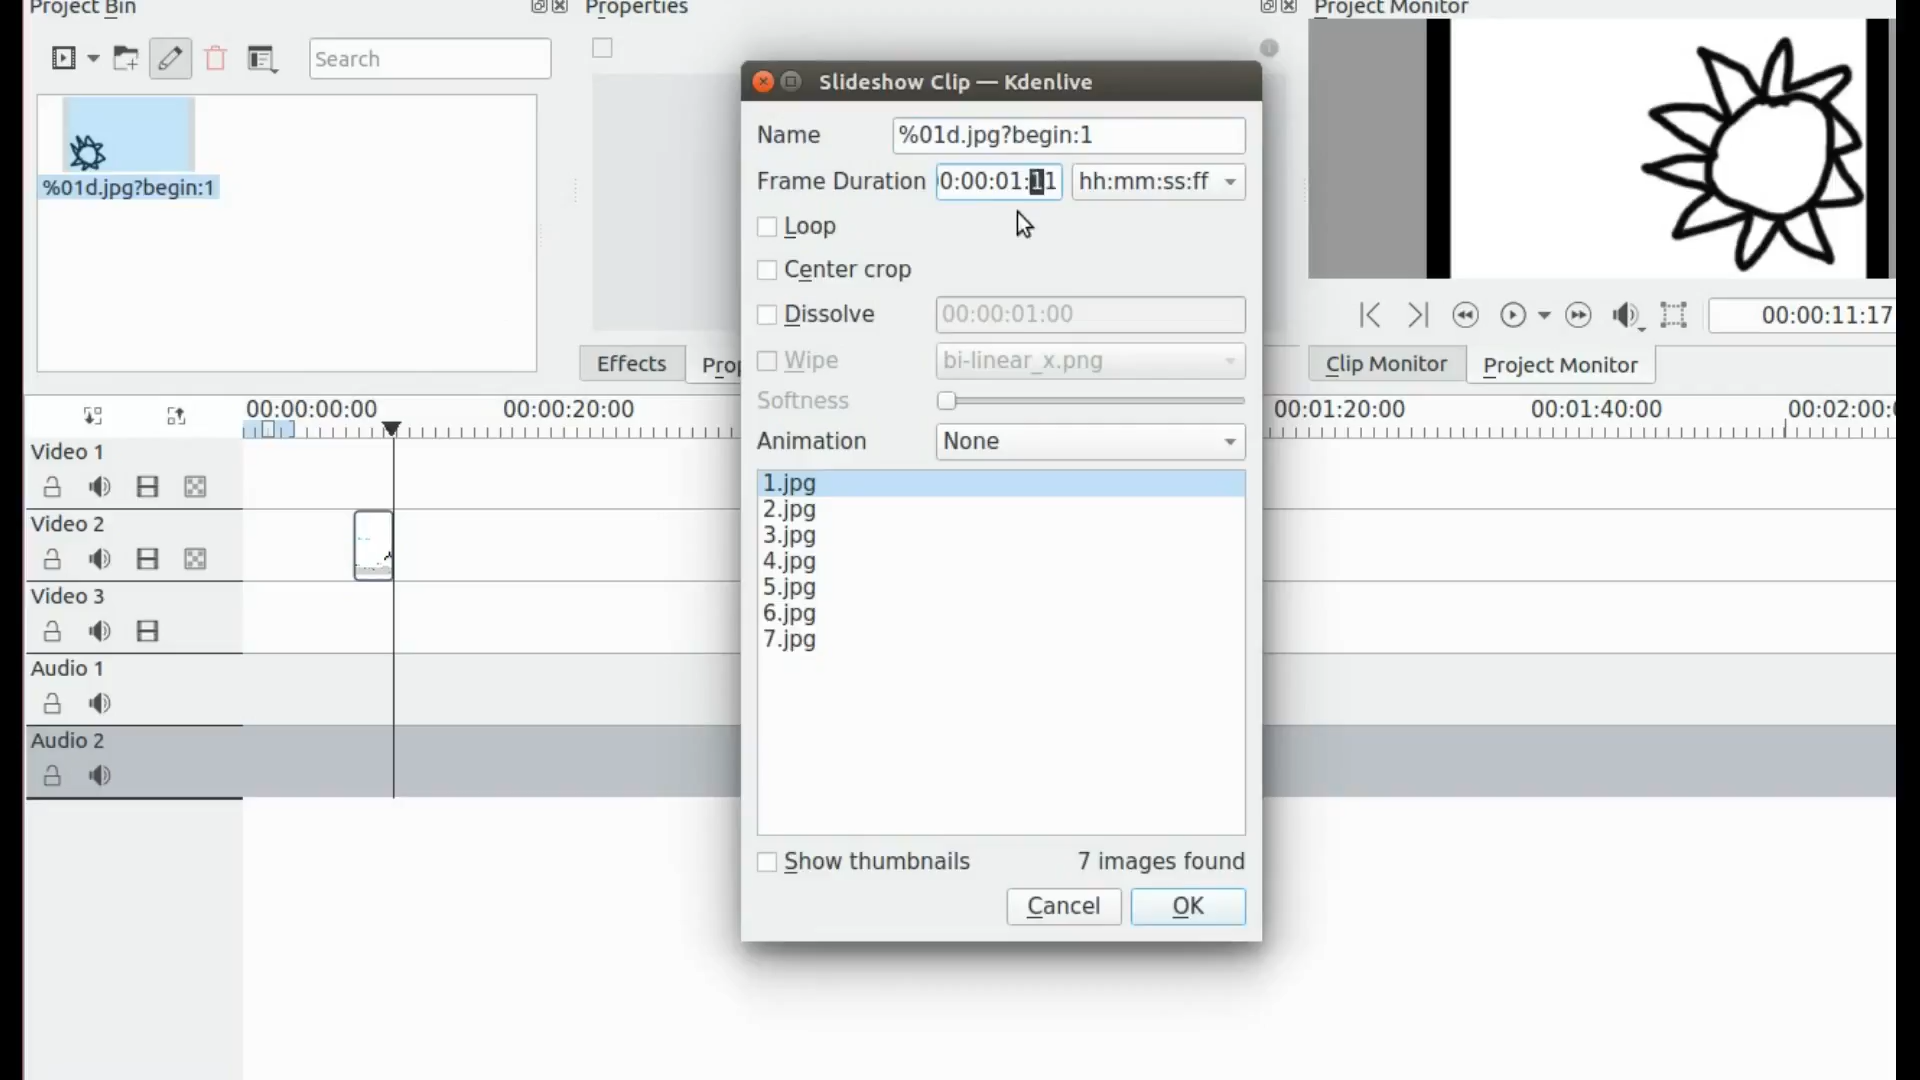 Project Bin
Properties
Project Monitor
Search
%01d.jpg?begin:1
Slideshow Clip — Kdenlive
Name
%01d.jpg?begin:1
Frame Duration
0:00:01:11
hh:mm:ss:ff
Loop
Center crop
Dissolve
00:00:01:00
Wipe
bi-linear_x.png
Softness
Animation
None
1.jpg
2.jpg
3.jpg
4.jpg
5.jpg
6.jpg
7.jpg
Show thumbnails
7 images found
Cancel
OK
00:00:11:17
Effects
Clip Monitor
Project Monitor
00:00:00:00
00:00:20:00
00:01:20:00
00:01:40:00
00:02:00:
Video 1
Video 2
Video 3
Audio 1
Audio 2